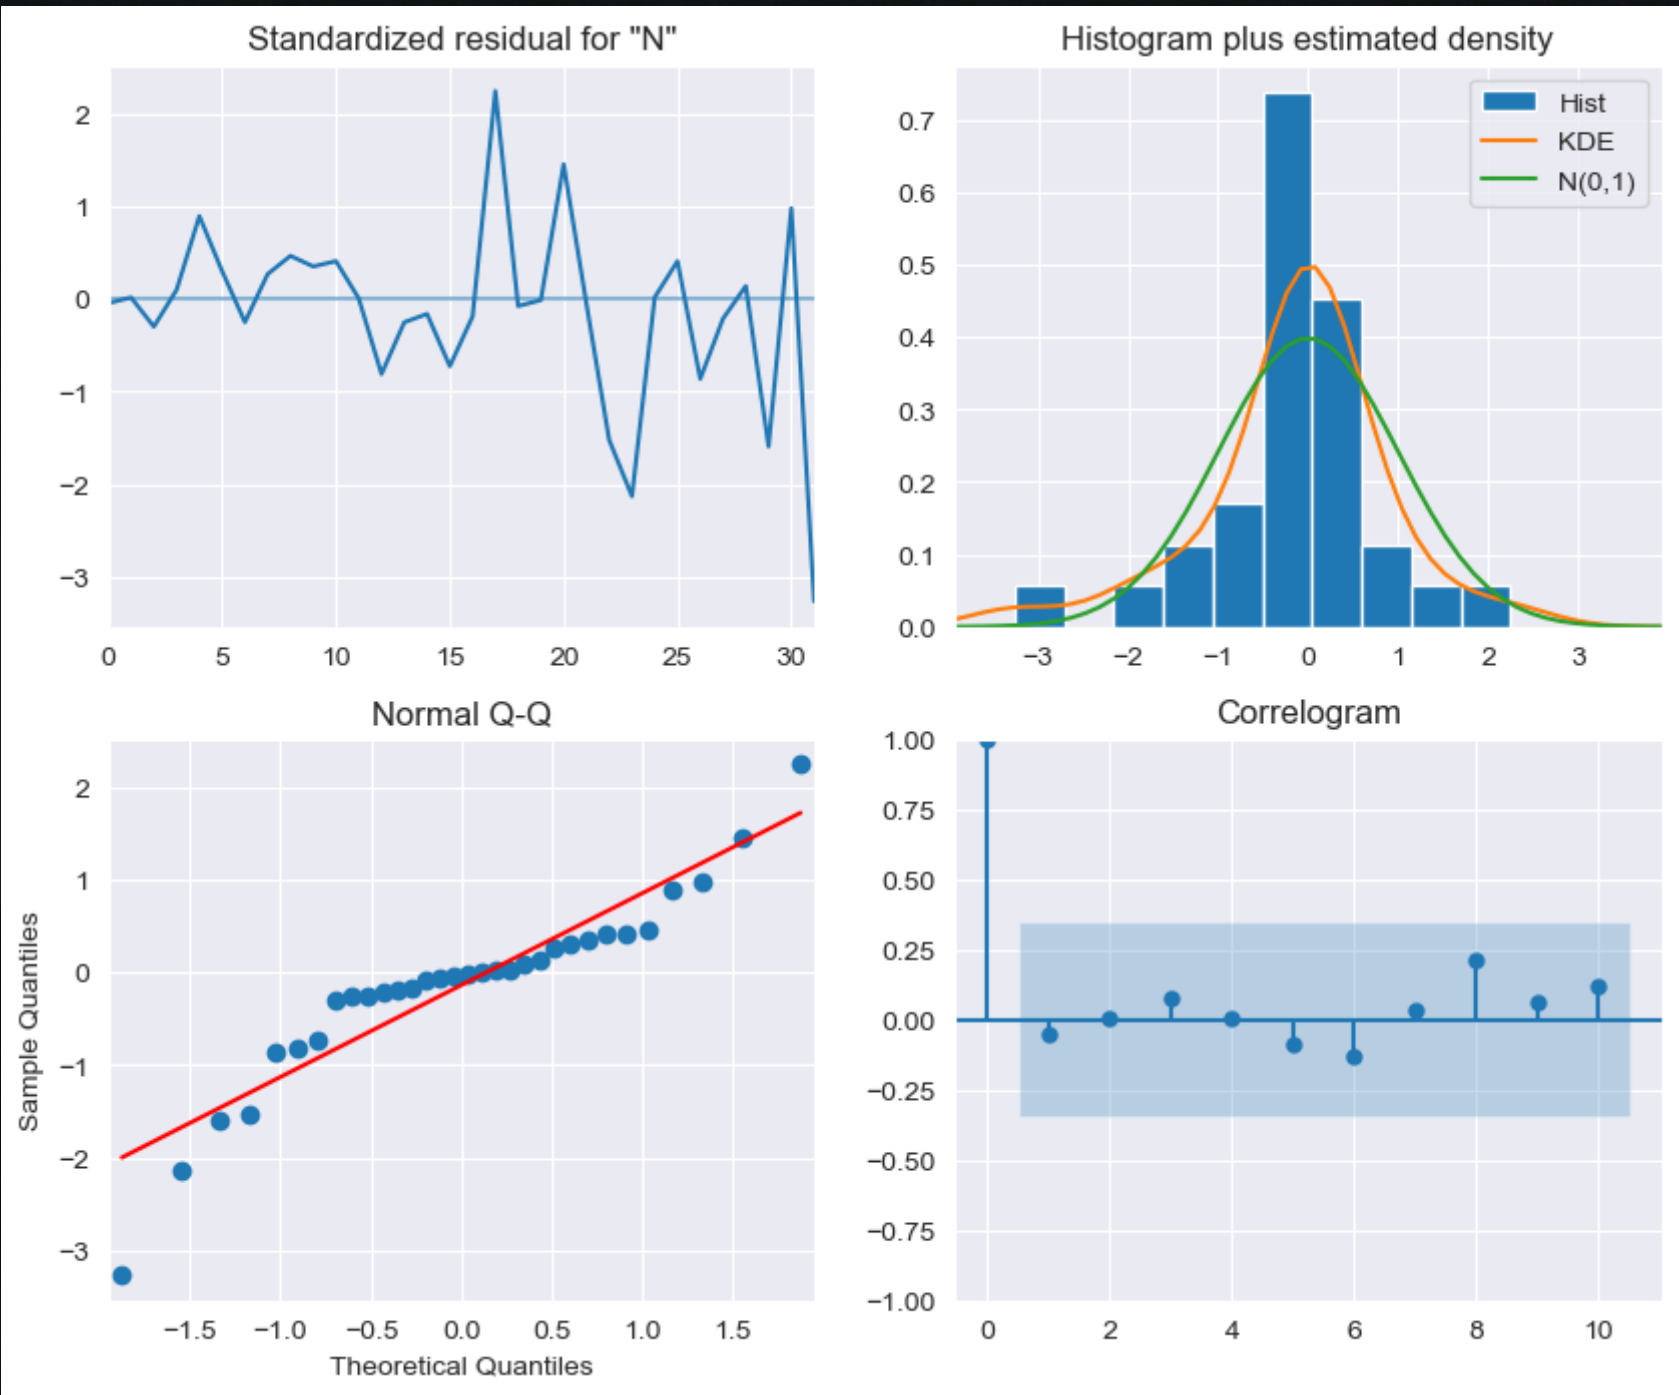 Standardized residual for "N"
2
1
0
−1
−2
−3
0 5 10 15 20 25 30
Histogram plus estimated density
Hist
KDE
N(0,1)
0.7
0.6
0.5
0.4
0.3
0.2
0.1
0.0
−3 −2 −1 0 1 2 3
Normal Q-Q
Sample Quantiles
2
1
0
−1
−2
−3
−1.5 −1.0 −0.5 0.0 0.5 1.0 1.5
Theoretical Quantiles
Correlogram
1.00
0.75
0.50
0.25
0.00
−0.25
−0.50
−0.75
−1.00
0 2 4 6 8 10